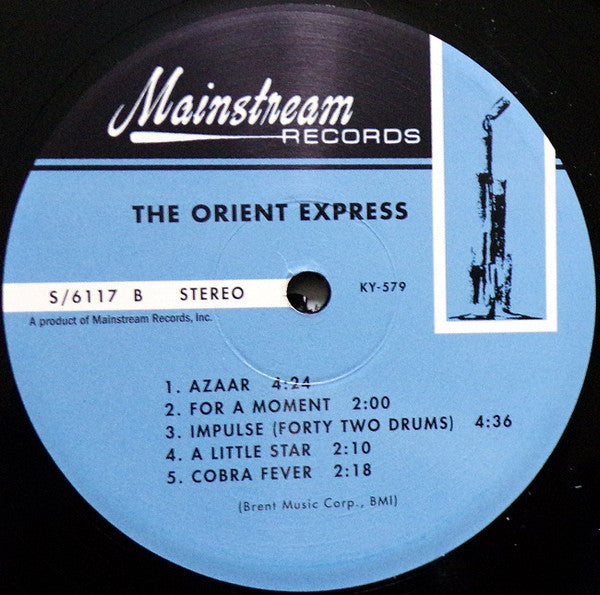 Mainstream
RECORDS
THE ORIENT EXPRESS
S/6117 B STEREO
KY-579
A product of Mainstream Records, Inc.
1. AZAAR 4:24
2. FOR A MOMENT 2:00
3. IMPULSE (FORTY TWO DRUMS) 4:36
4. A LITTLE STAR 2:10
5. COBRA FEVER 2:18
(Brent Music Corp., BMI)